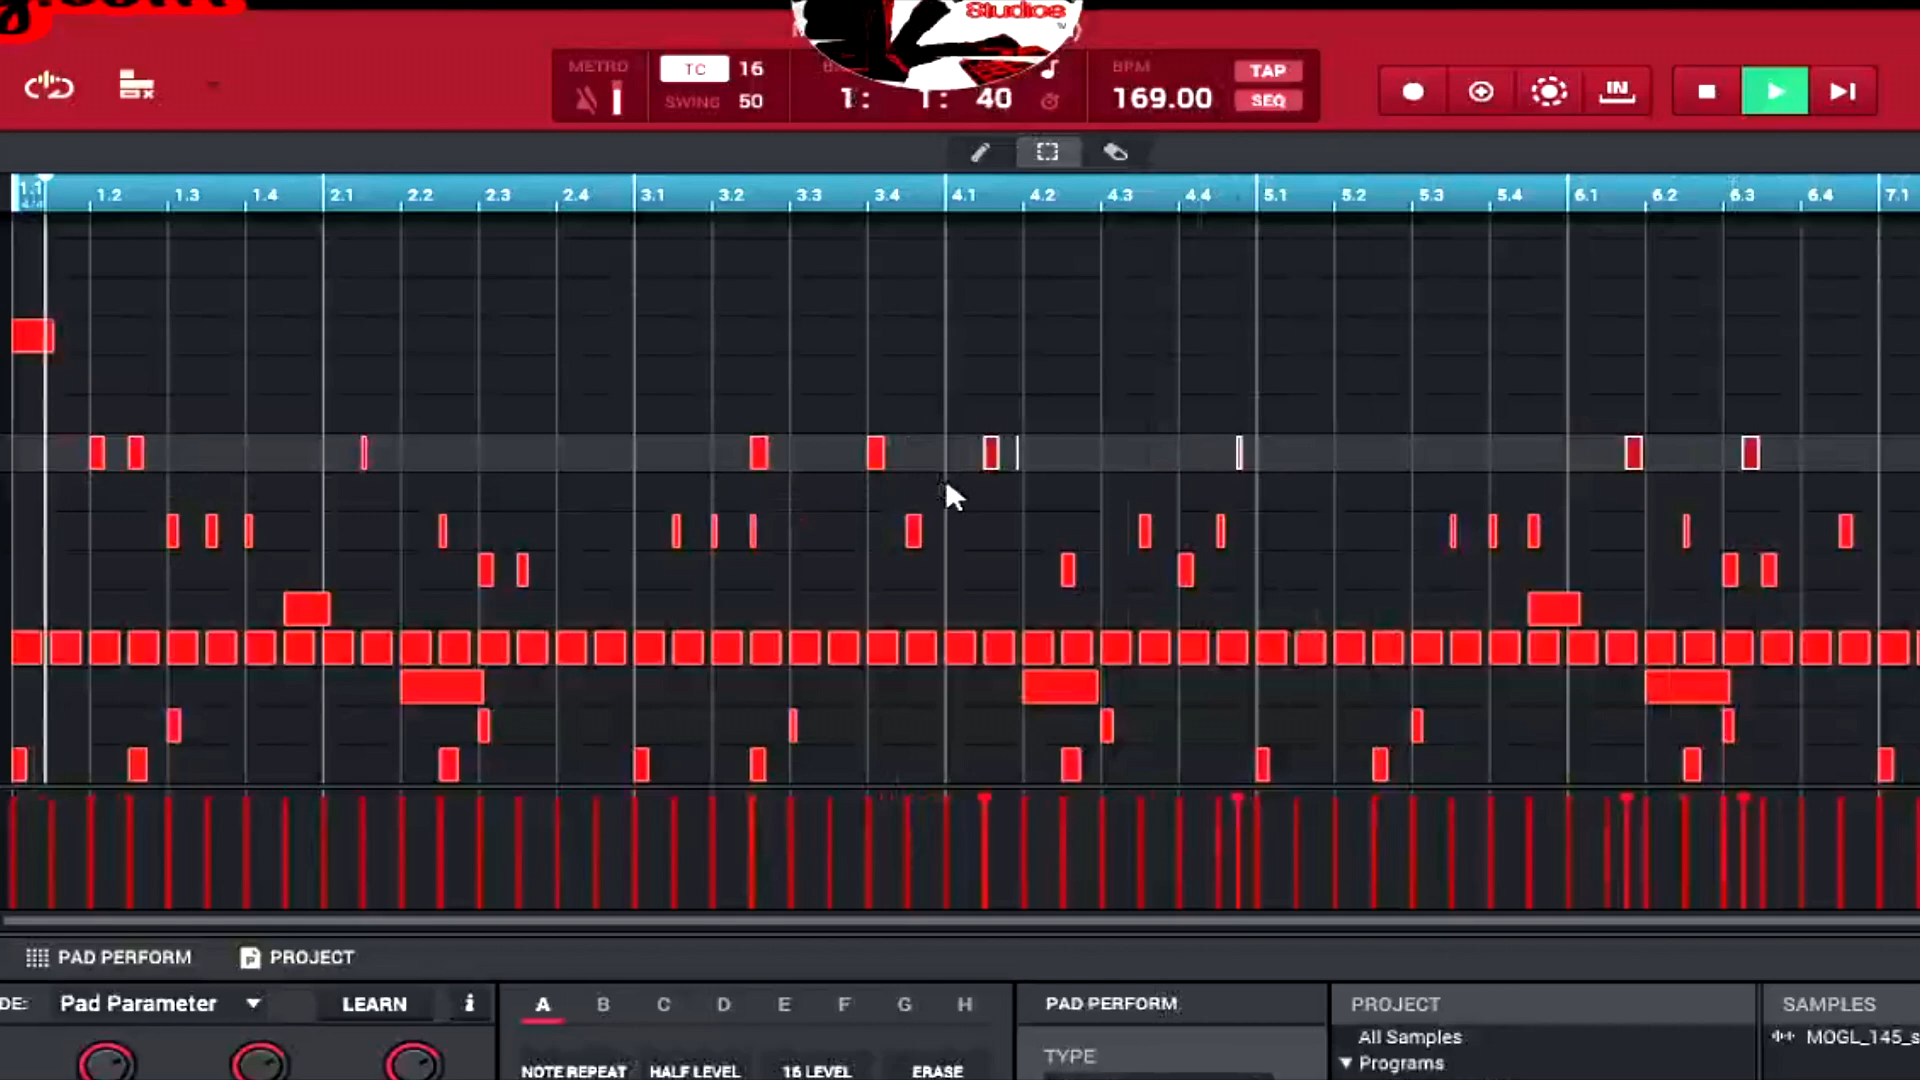 Studios
METRO
TC 16
SWING 50
1: 1: 40
BPM
169.00
TAP
SEQ
IN
1.1 1.2 1.3 1.4 2.1 2.2 2.3 2.4 3.1 3.2 3.3 3.4 4.1 4.2 4.3 4.4 5.1 5.2 5.3 5.4 6.1 6.2 6.3 6.4 7.1
4/4
PAD PERFORM PROJECT
DE: Pad Parameter LEARN i
A B C D E F G H
NOTE REPEAT HALF LEVEL 16 LEVEL ERASE
PAD PERFORM
TYPE
PROJECT
All Samples
Programs
SAMPLES
MOGL_145_s